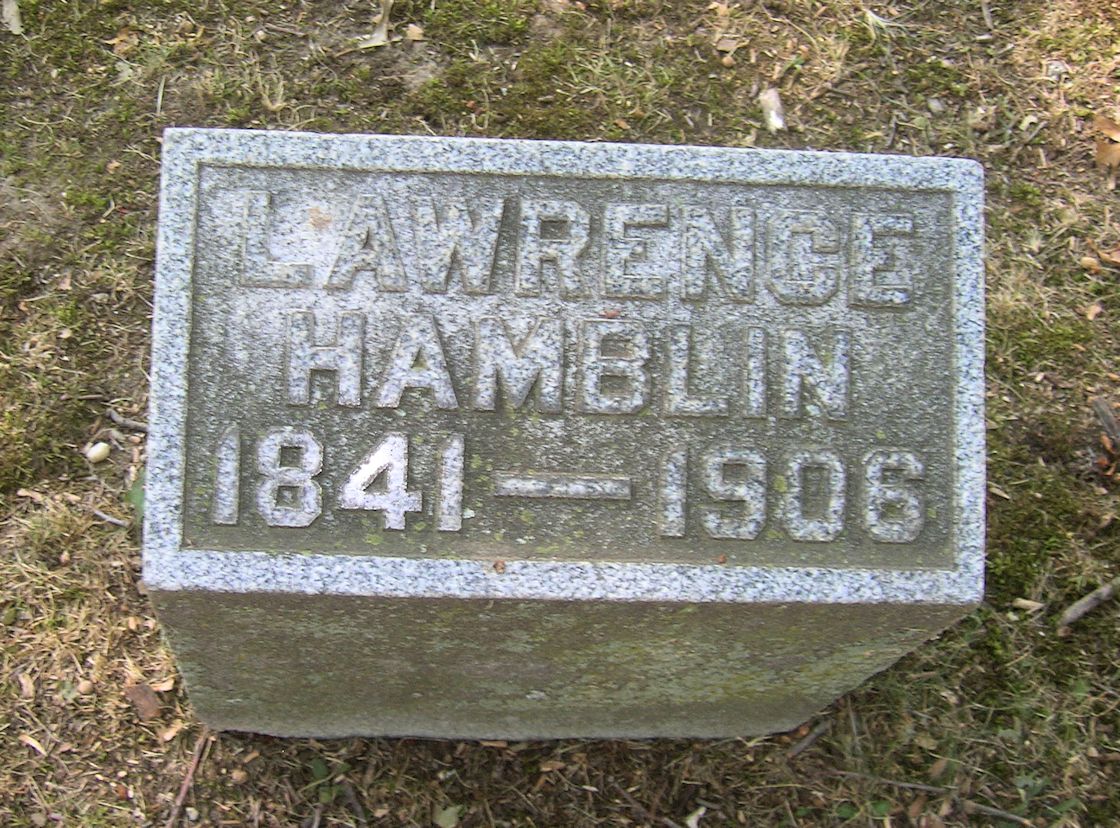 LAWRENCE
HAMBLIN
1841 — 1906